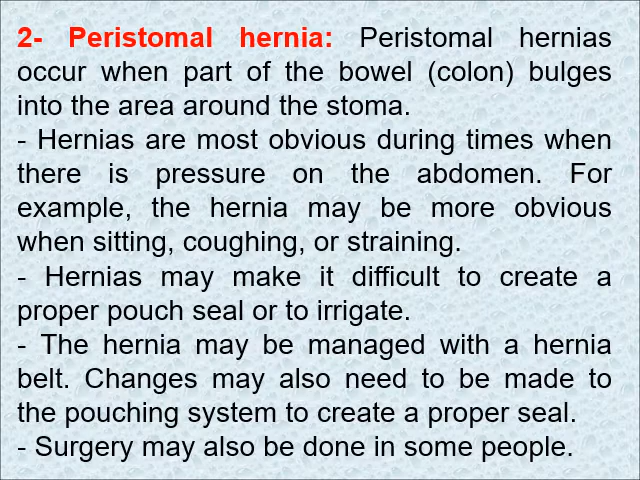 2- Peristomal hernia: Peristomal hernias
occur when part of the bowel (colon) bulges
into the area around the stoma.
- Hernias are most obvious during times when
there is pressure on the abdomen. For
example, the hernia may be more obvious
when sitting, coughing, or straining.
- Hernias may make it difficult to create a
proper pouch seal or to irrigate.
- The hernia may be managed with a hernia
belt. Changes may also need to be made to
the pouching system to create a proper seal.
- Surgery may also be done in some people.